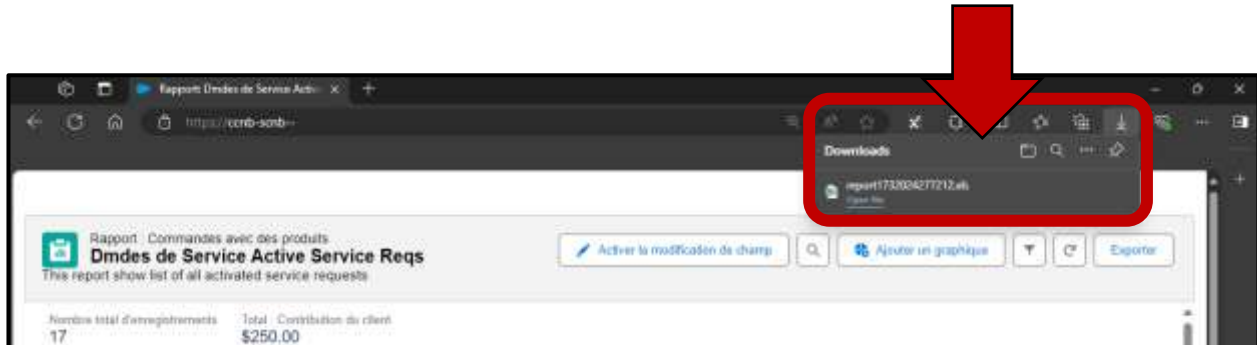 Rapport: Dmdes de Service Activ
https://ccnb-scnb--
Downloads
report1732024277212.xls
Open file
Rapport : Commandes avec des produits
Dmdes de Service Active Service Reqs
This report show list of all activated service requests
Activer la modification de champ
Ajouter un graphique
Exporter
Nombre total d'enregistrements
Total : Contribution du client
17
$250.00